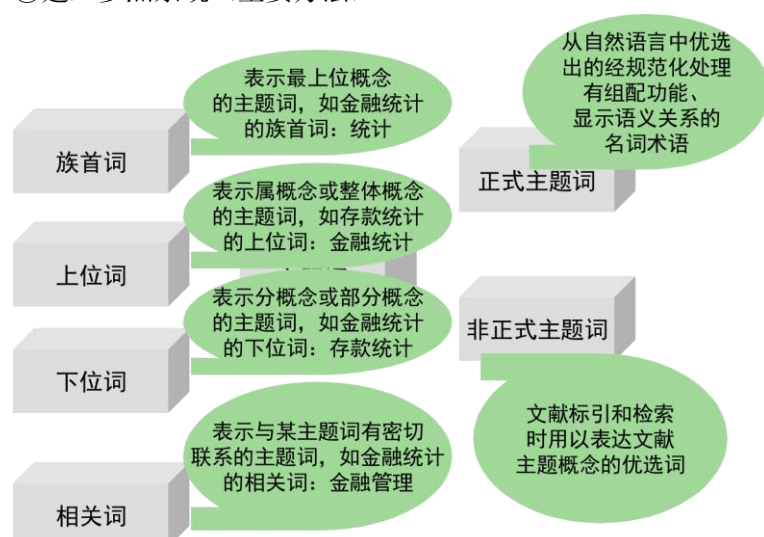 表示最上位概念
的主题词，如金融统计
的族首词：统计
族首词
表示属概念或整体概念
的主题词，如存款统计
的上位词：金融统计
上位词
表示分概念或部分概念
的主题词，如金融统计
的下位词：存款统计
下位词
表示与某主题词有密切
联系的主题词，如金融统计
的相关词：金融管理
相关词
从自然语言中优选
出的经规范化处理
有组配功能、
显示语义关系的
名词术语
正式主题词
非正式主题词
文献标引和检索
时用以表达文献
主题概念的优选词